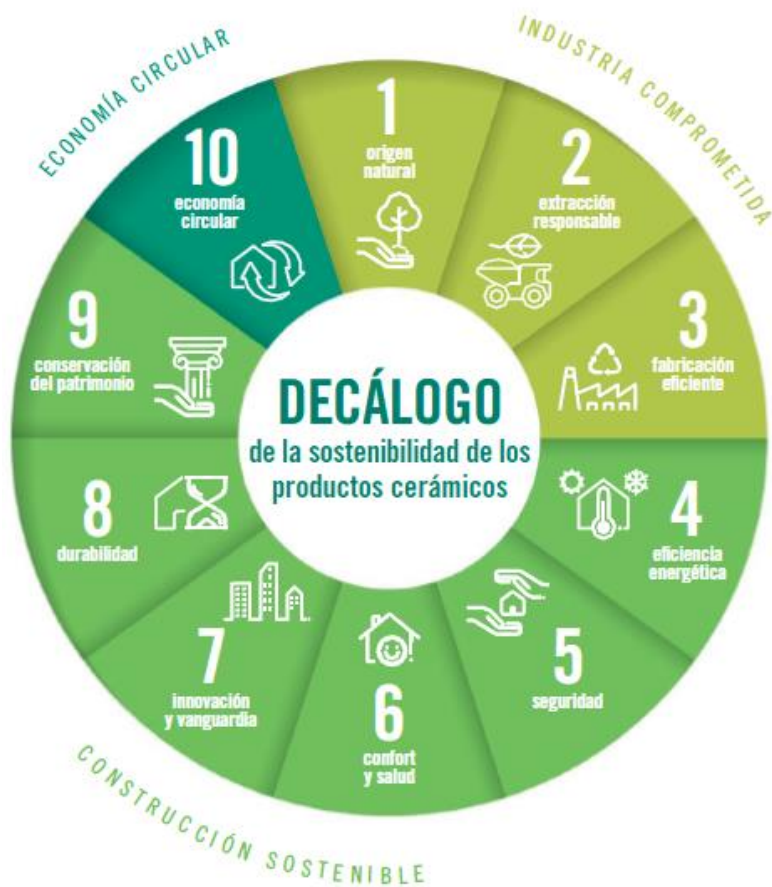 ECONOMÍA CIRCULAR
INDUSTRIA COMPROMETIDA
1
origen
natural
2
extracción
responsable
3
fabricación
eficiente
4
eficiencia
energética
5
seguridad
6
confort
y salud
7
innovación
y vanguardia
8
durabilidad
9
conservación
del patrimonio
10
economía
circular
DECÁLOGO
de la sostenibilidad de los
productos cerámicos
CONSTRUCCIÓN SOSTENIBLE